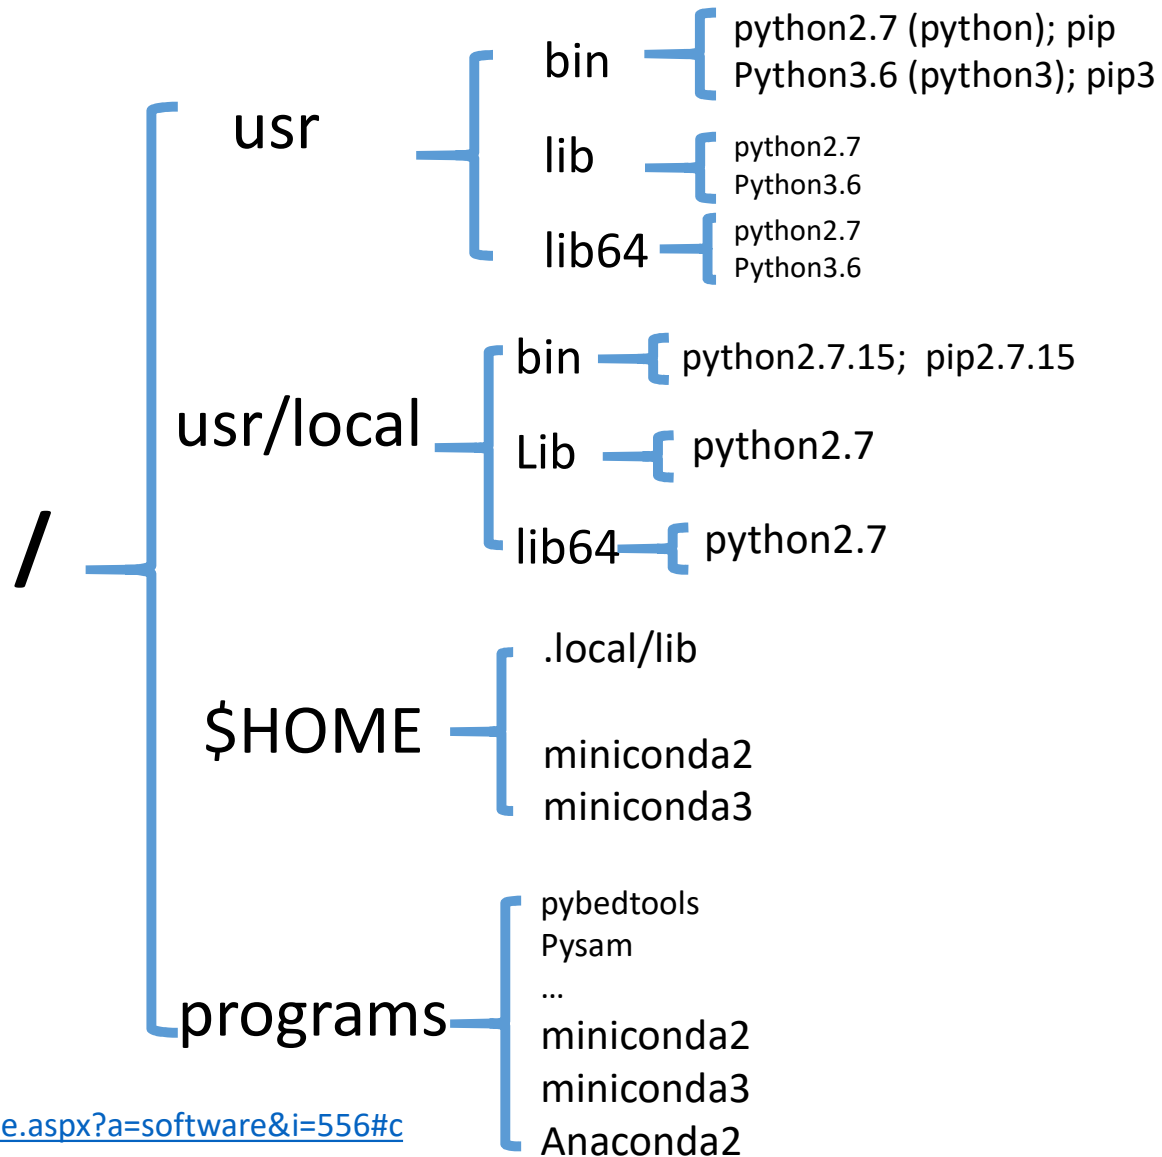 /
usr
bin
python2.7 (python); pip
Python3.6 (python3); pip3
lib
python2.7
Python3.6
lib64
python2.7
Python3.6
usr/local
bin
python2.7.15;  pip2.7.15
Lib
python2.7
lib64
python2.7
$HOME
.local/lib
miniconda2
miniconda3
programs
pybedtools
Pysam
…
miniconda2
miniconda3
Anaconda2
e.aspx?a=software&i=556#c